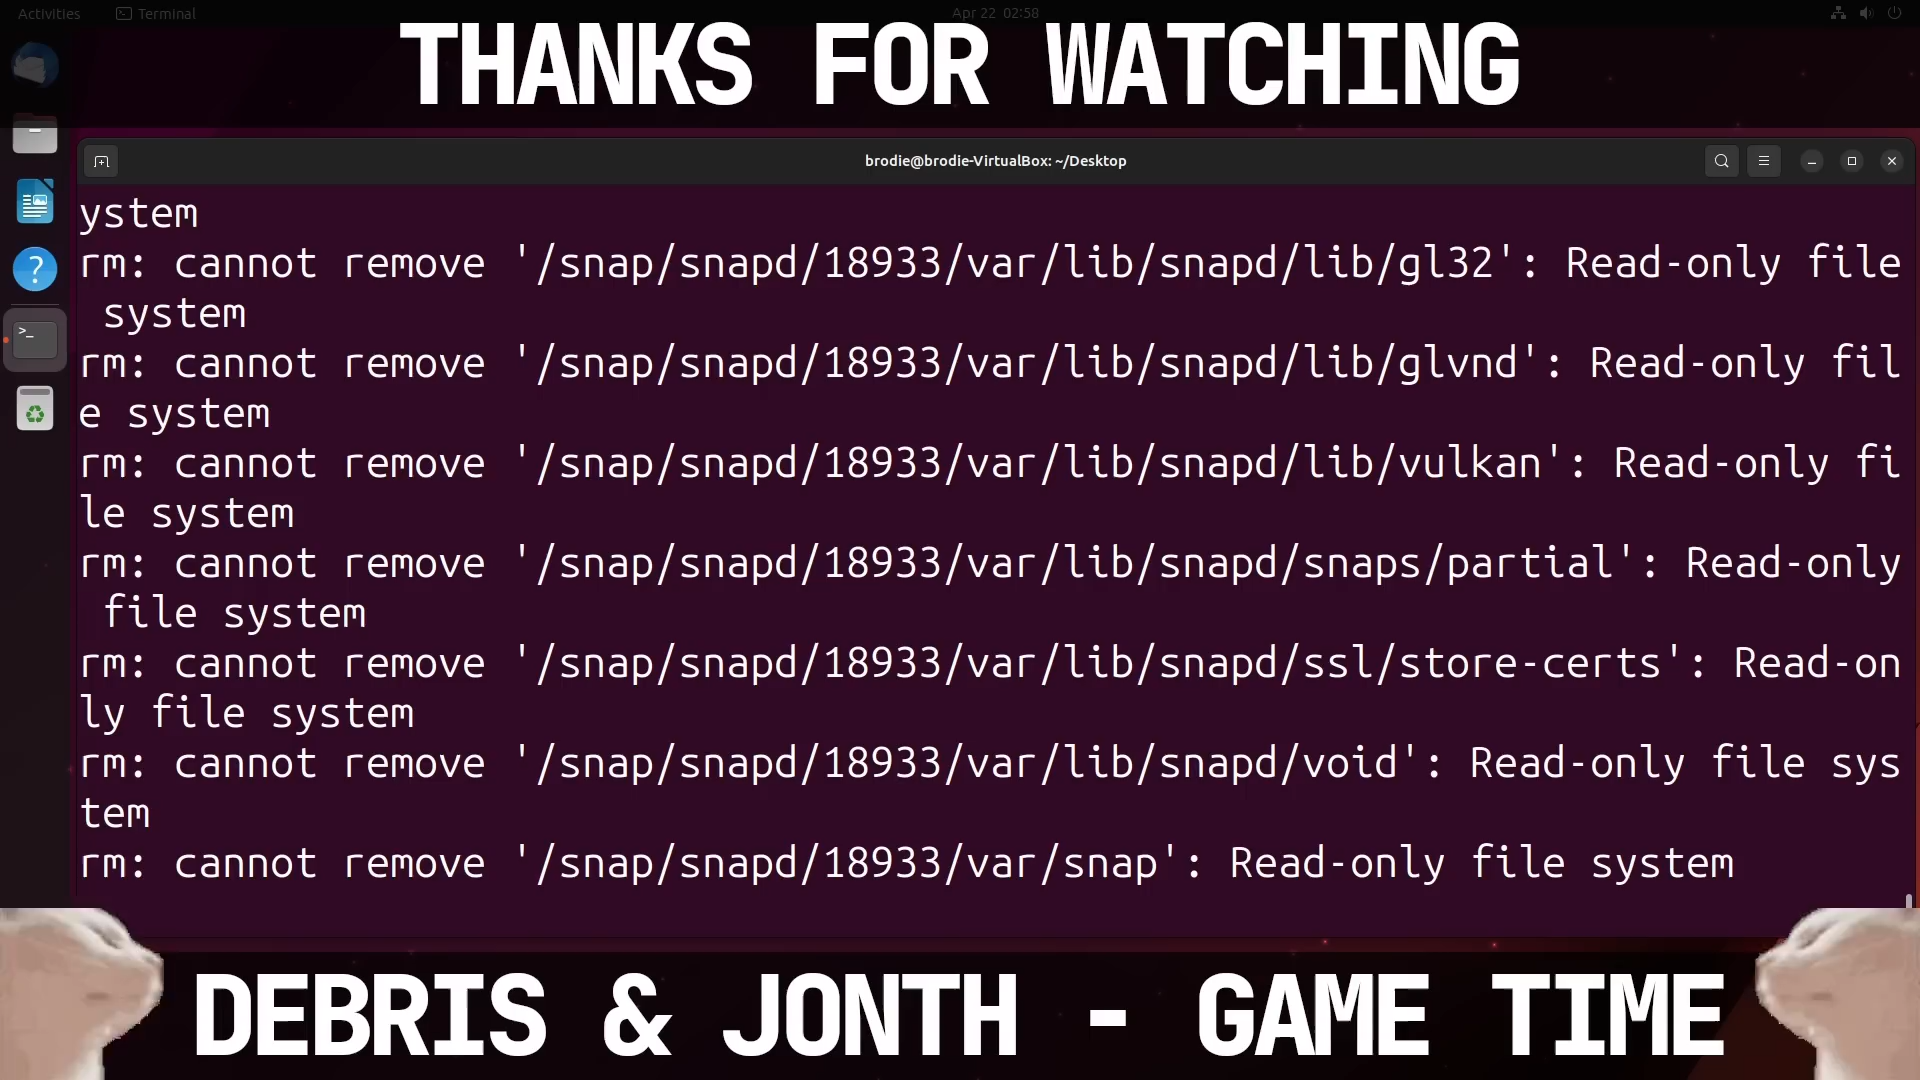 Activities Terminal Apr 22 02:58
THANKS FOR WATCHING
brodie@brodie-VirtualBox: ~/Desktop
ystem
rm: cannot remove '/snap/snapd/18933/var/lib/snapd/lib/gl32': Read-only file
 system
rm: cannot remove '/snap/snapd/18933/var/lib/snapd/lib/glvnd': Read-only fil
e system
rm: cannot remove '/snap/snapd/18933/var/lib/snapd/lib/vulkan': Read-only fi
le system
rm: cannot remove '/snap/snapd/18933/var/lib/snapd/snaps/partial': Read-only
 file system
rm: cannot remove '/snap/snapd/18933/var/lib/snapd/ssl/store-certs': Read-on
ly file system
rm: cannot remove '/snap/snapd/18933/var/lib/snapd/void': Read-only file sys
tem
rm: cannot remove '/snap/snapd/18933/var/snap': Read-only file system
DEBRIS & JONTH - GAME TIME